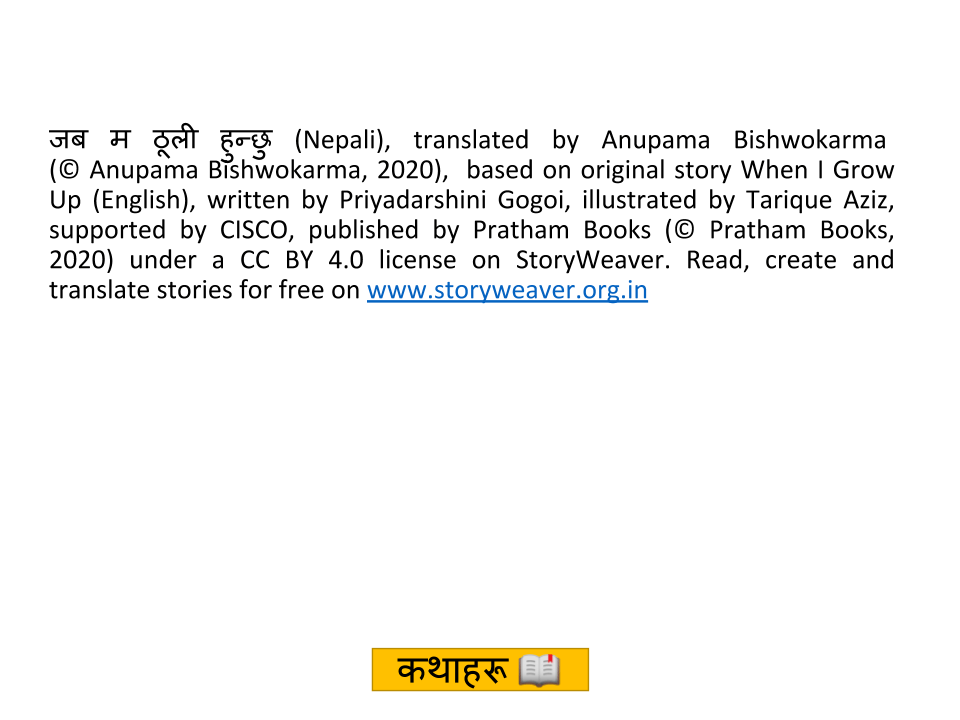 जब म ठूली हुन्छु (Nepali), translated by Anupama Bishwokarma
(© Anupama Bishwokarma, 2020), based on original story When I Grow
Up (English), written by Priyadarshini Gogoi, illustrated by Tarique Aziz,
supported by CISCO, published by Pratham Books (© Pratham Books,
2020) under a CC BY 4.0 license on StoryWeaver. Read, create and
translate stories for free on www.storyweaver.org.in
कथाहरू 📖